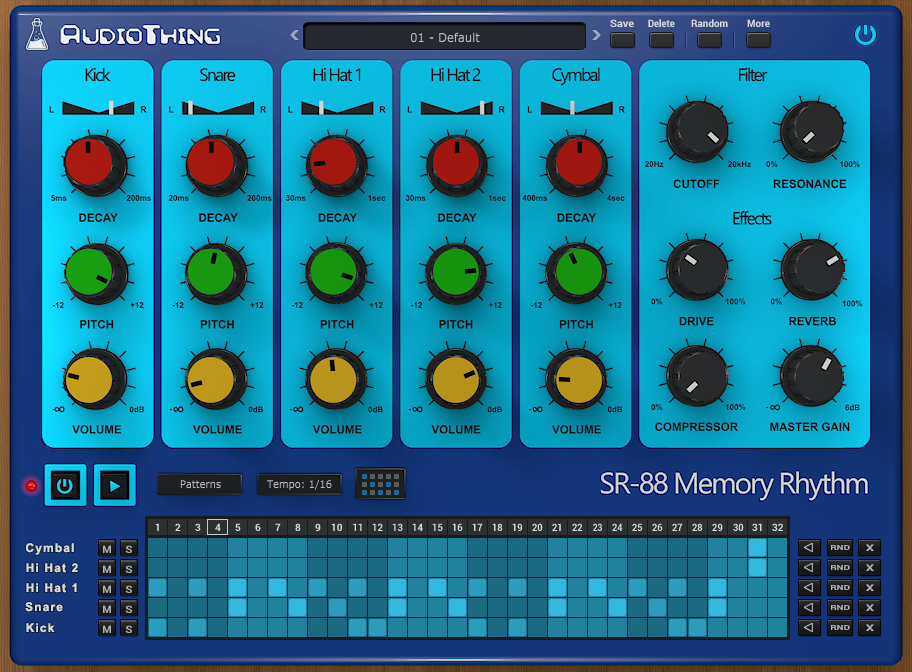 AUDIOTHING
01 - Default
Save Delete Random More
Kick Snare Hi Hat 1 Hi Hat 2 Cymbal Filter
L R L R L R L R L R
20Hz 20kHz 0% 100%
CUTOFF RESONANCE
5ms 200ms 20ms 200ms 30ms 1sec 30ms 1sec 400ms 4sec
DECAY DECAY DECAY DECAY DECAY
Effects
-12 +12 -12 +12 -12 +12 -12 +12 -12 +12 0% 100% 0% 100%
PITCH PITCH PITCH PITCH PITCH DRIVE REVERB
-∞ 0dB -∞ 0dB -∞ 0dB -∞ 0dB -∞ 0dB 0% 100% -∞ 6dB
VOLUME VOLUME VOLUME VOLUME VOLUME COMPRESSOR MASTER GAIN
Patterns Tempo: 1/16 SR-88 Memory Rhythm
1 2 3 4 5 6 7 8 9 10 11 12 13 14 15 16 17 18 19 20 21 22 23 24 25 26 27 28 29 30 31 32
Cymbal M S RND X
Hi Hat 2 M S RND X
Hi Hat 1 M S RND X
Snare M S RND X
Kick M S RND X